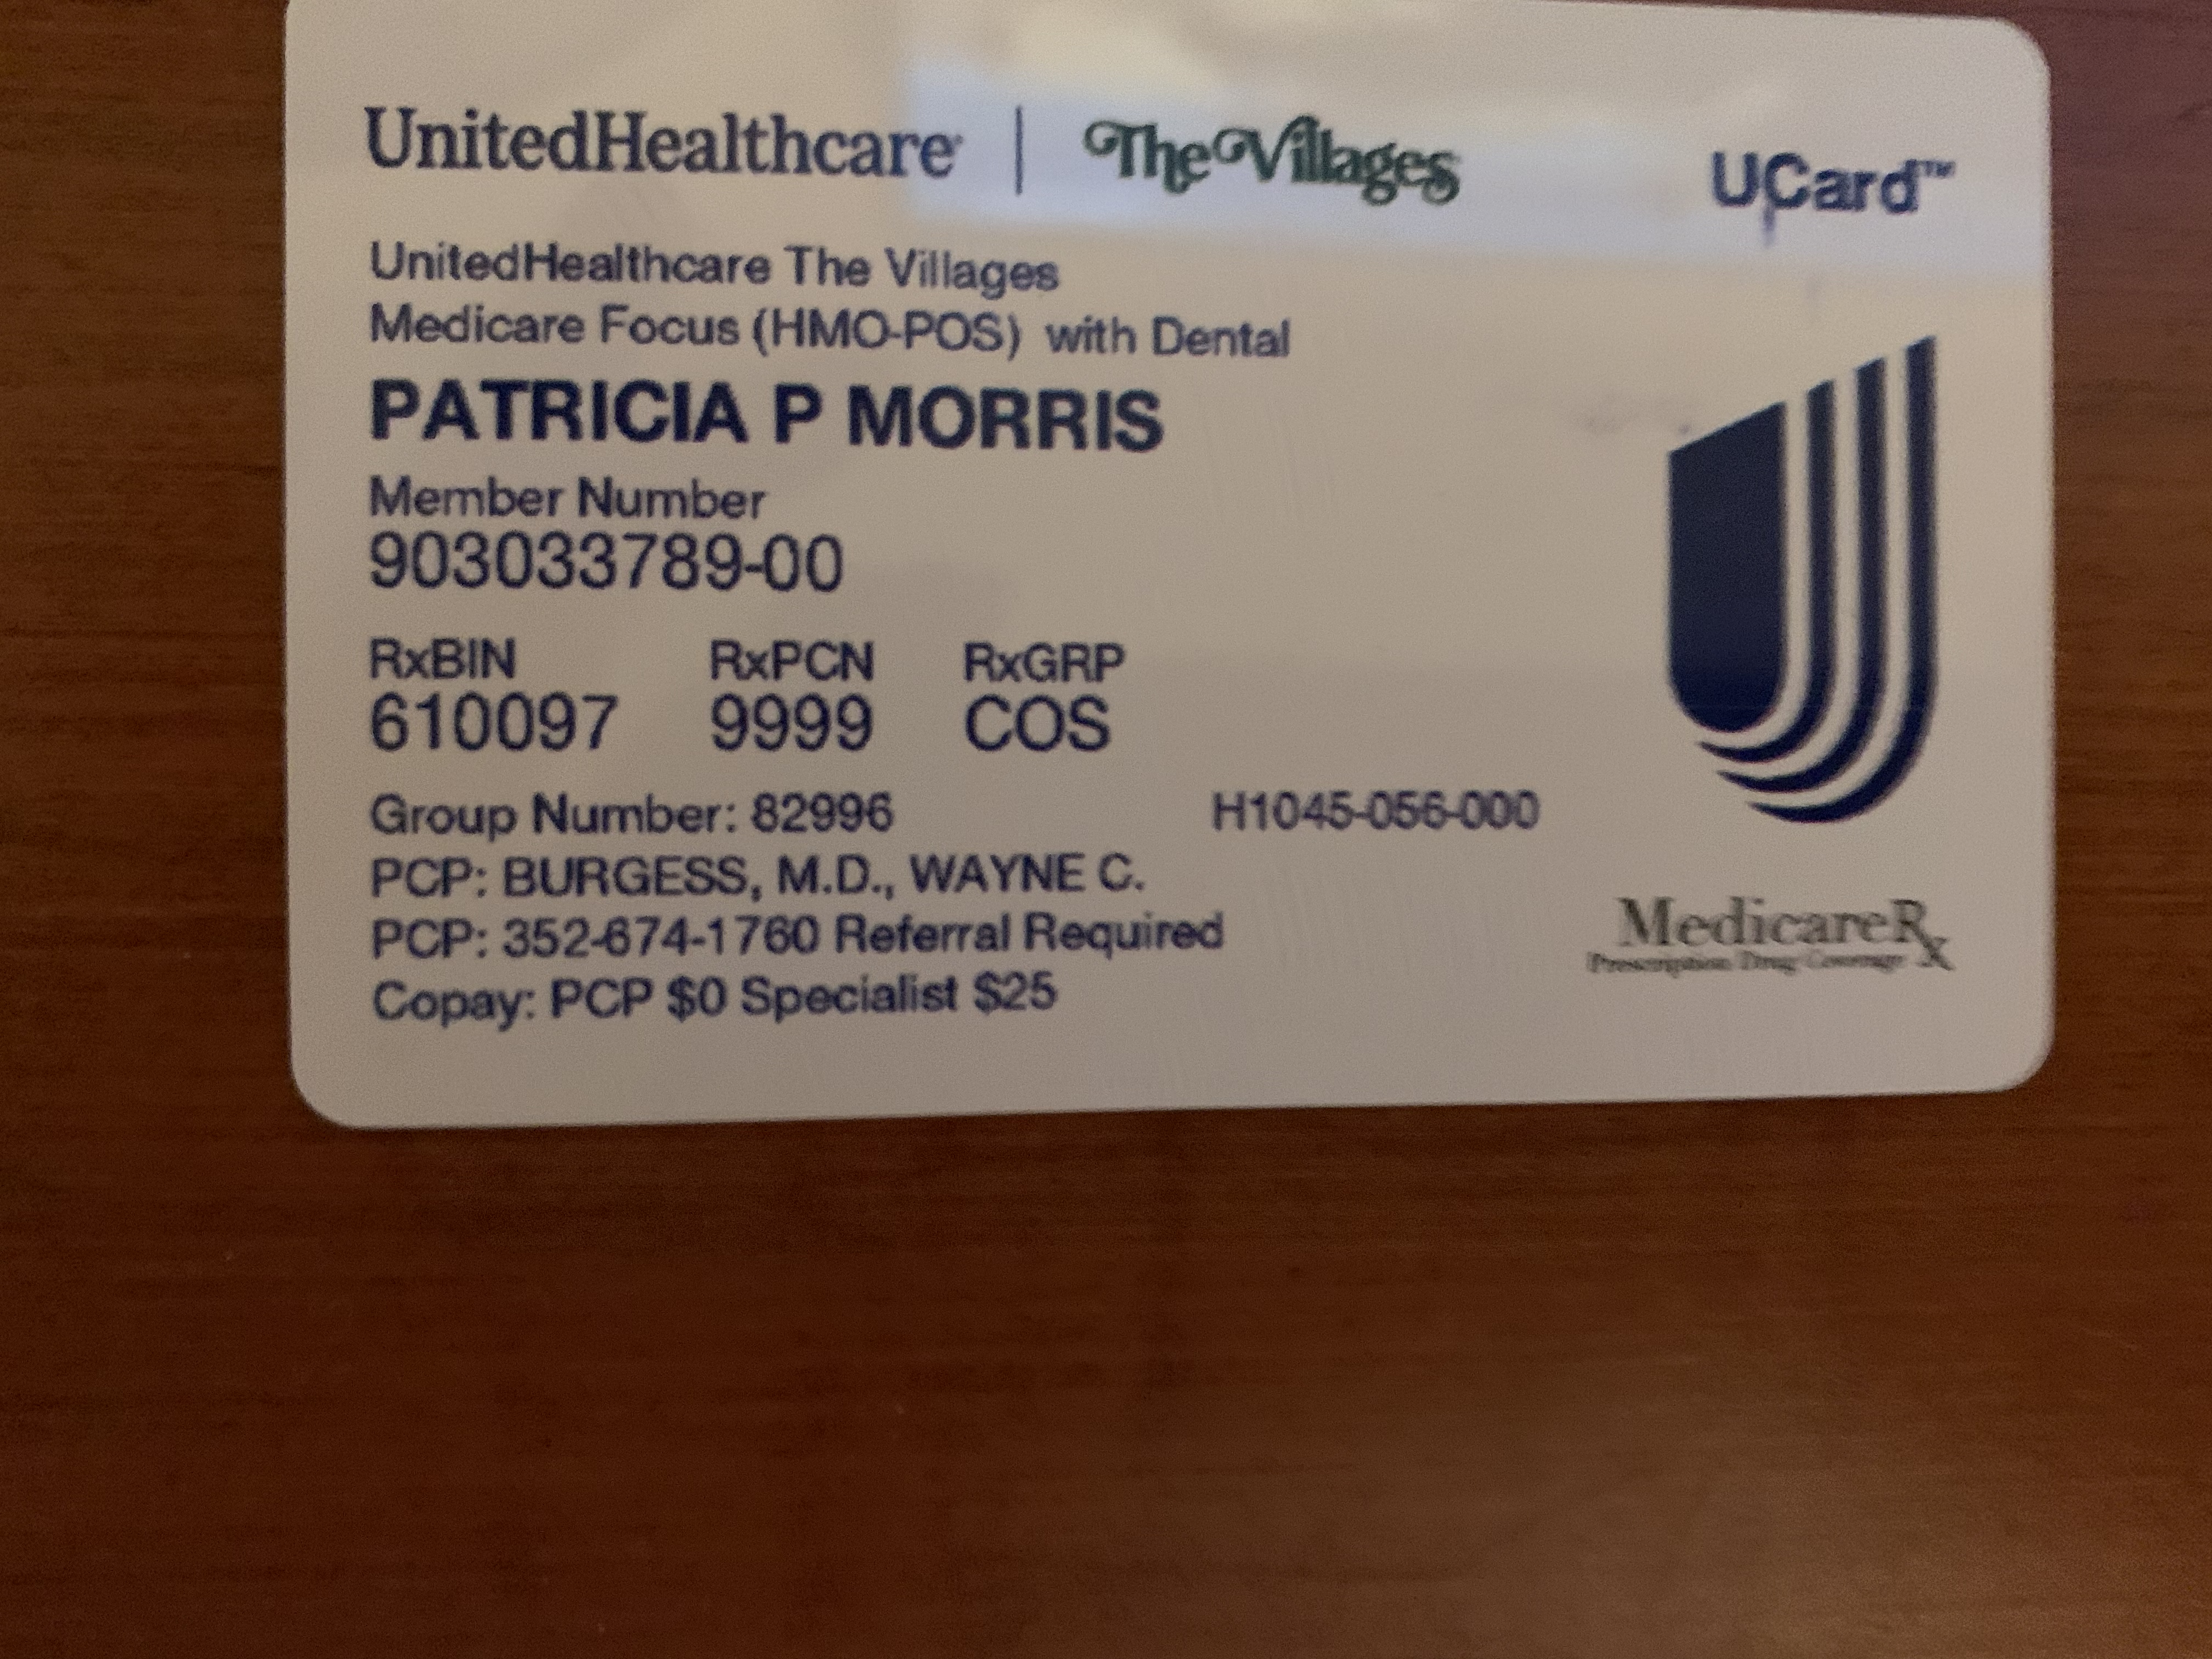 UnitedHealthcare | The Villages UCard™
UnitedHealthcare The Villages
Medicare Focus (HMO-POS) with Dental
PATRICIA P MORRIS
Member Number
903033789-00
RxBIN RxPCN RxGRP
610097 9999 COS
Group Number: 82996 H1045-056-000
PCP: BURGESS, M.D., WAYNE C.
PCP: 352-674-1760 Referral Required
Copay: PCP $0 Specialist $25
MedicareRx
Prescription Drug Coverage